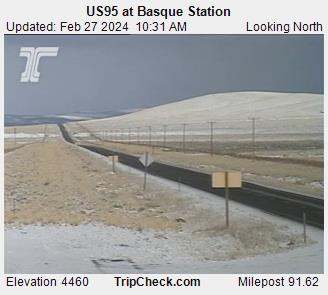 US95 at Basque Station
Updated: Feb 27 2024 10:31 AM Looking North
Elevation 4460 TripCheck.com Milepost 91.62